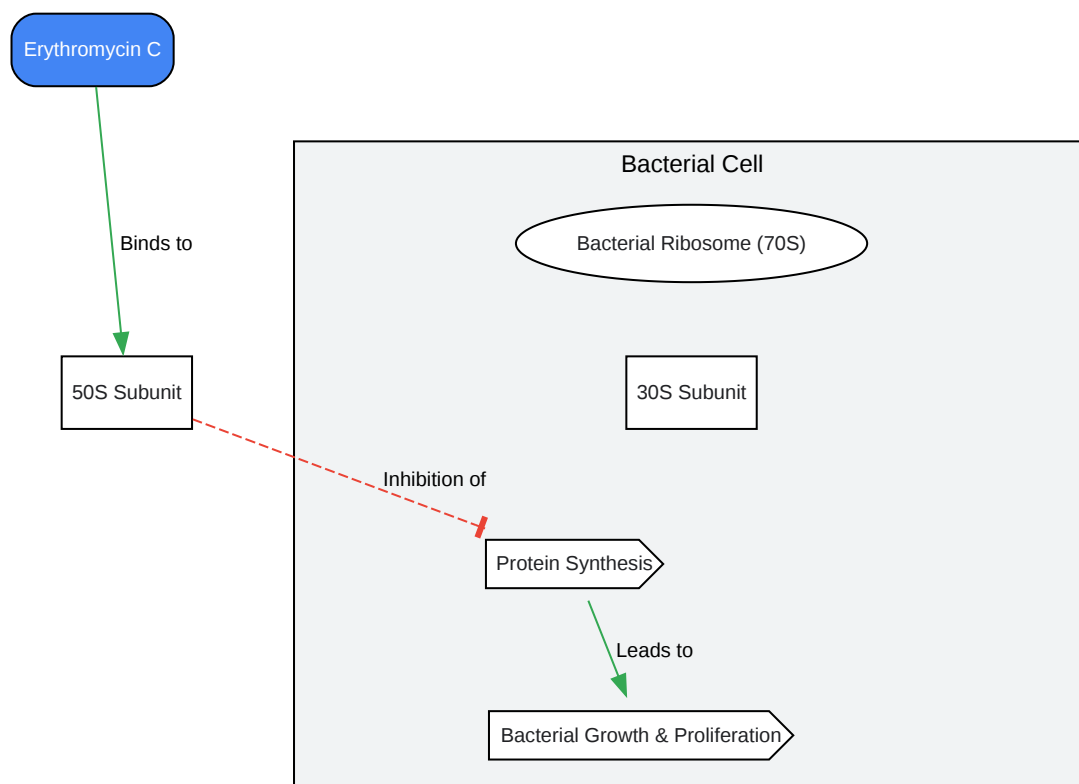 Erythromycin C
Bacterial Cell
Binds to
Bacterial Ribosome (70S)
50S Subunit
30S Subunit
Inhibition of
Protein Synthesis
Leads to
Bacterial Growth & Proliferation